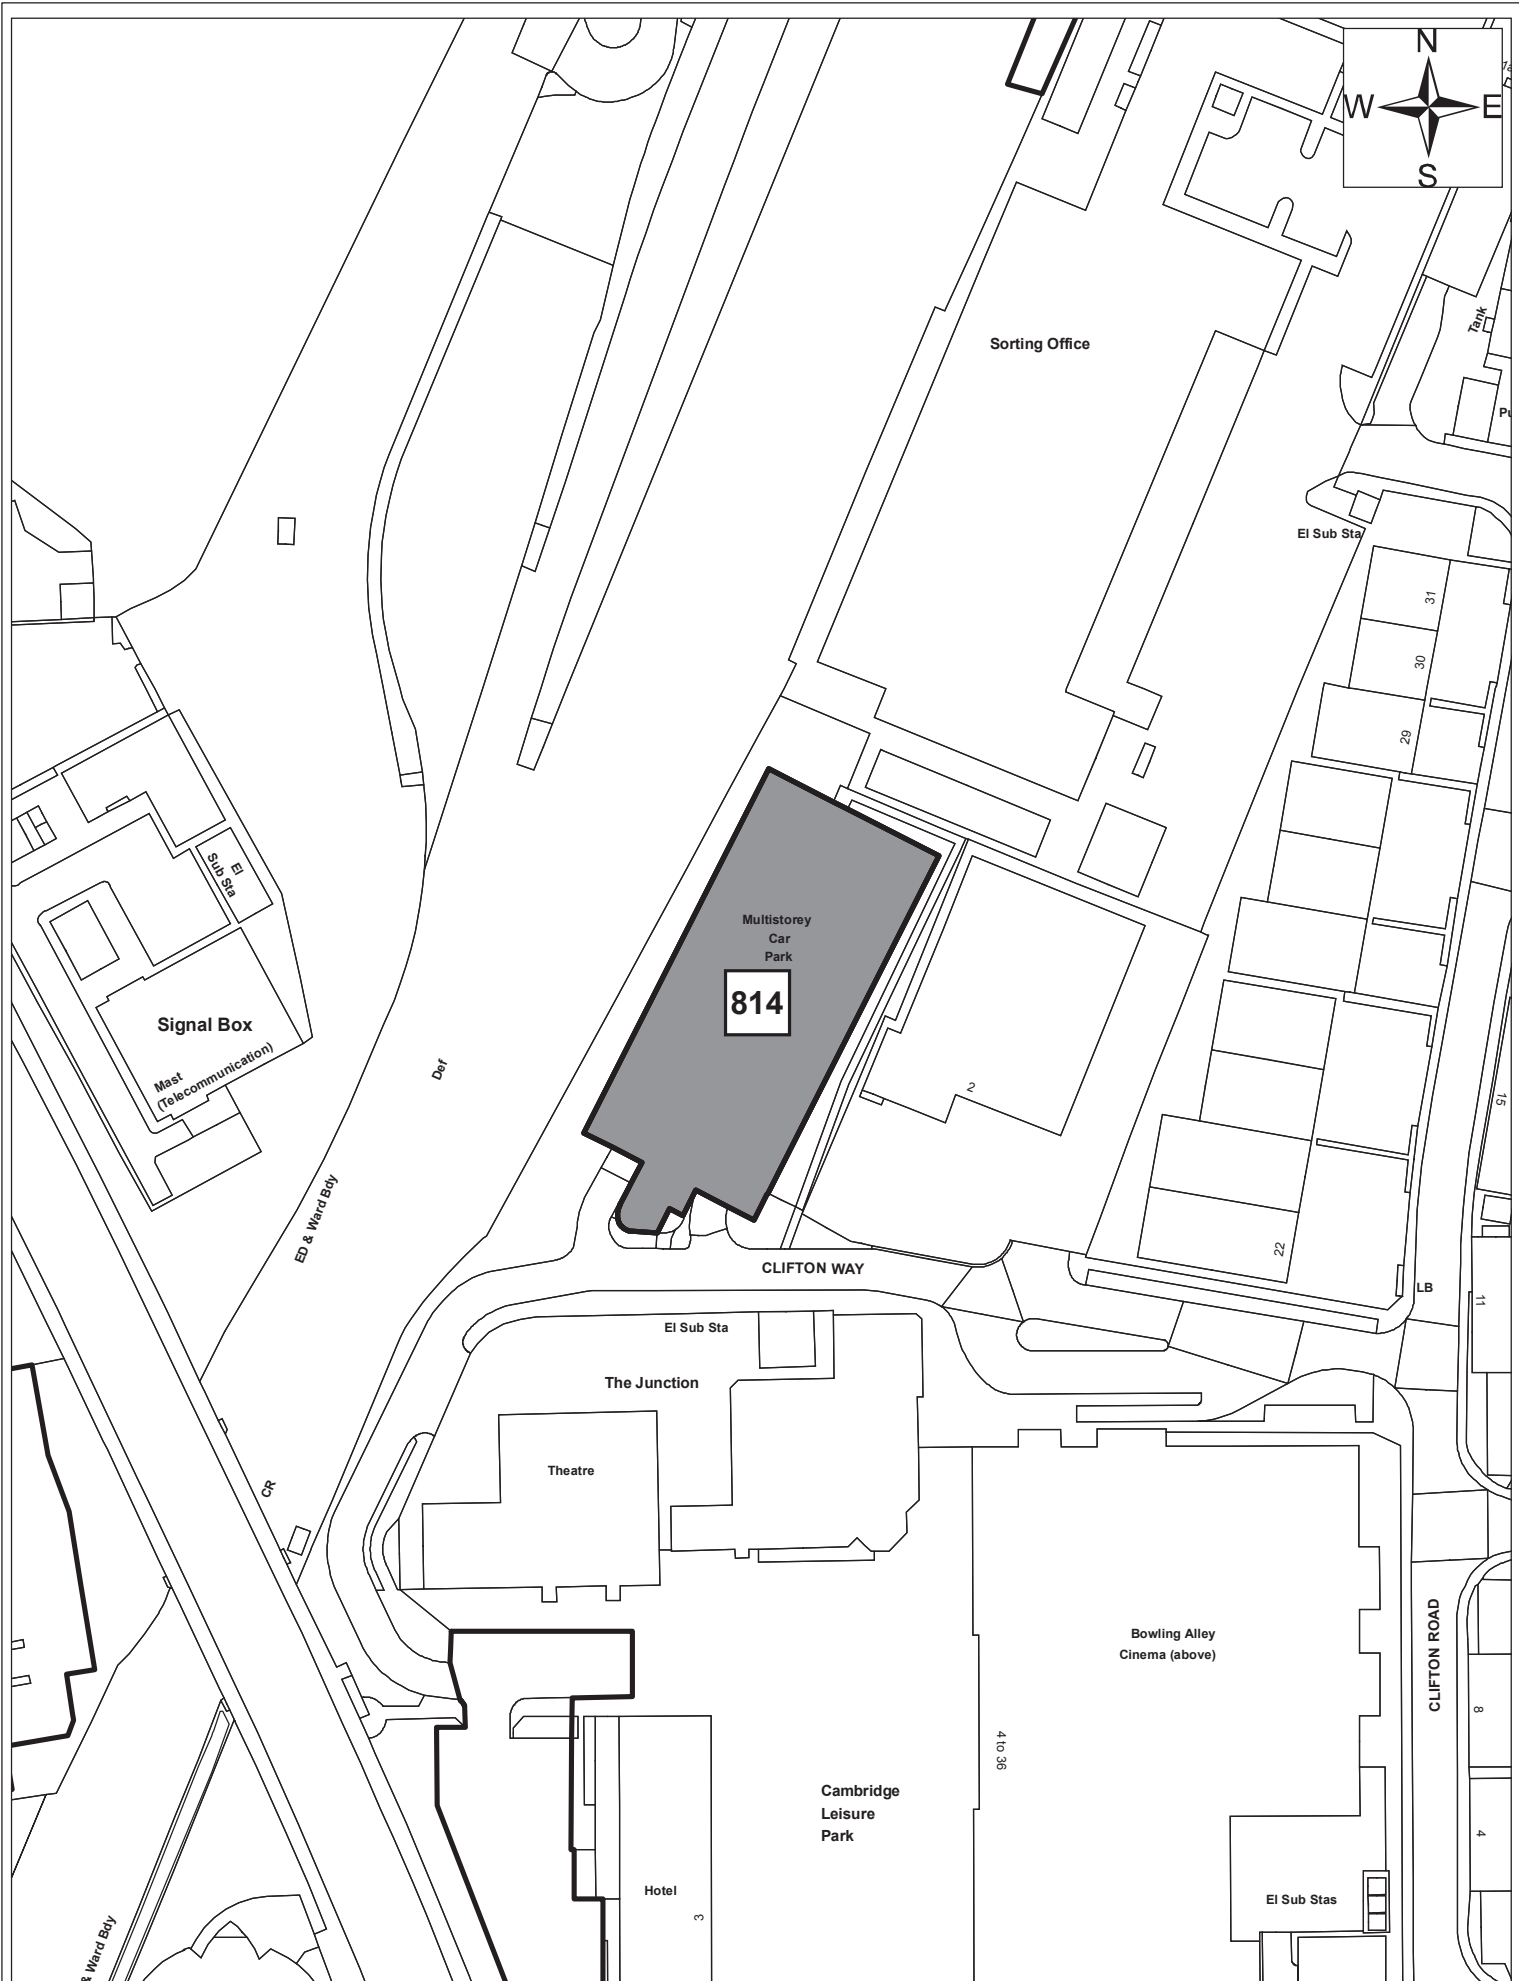 N
W E
S
Sorting Office
Tank
El Sub Sta
31
30
29
El
Sub Sta
Multistorey
Car
Park
814
Signal Box
Mast
(Telecommunication)
Def
2
15
ED & Ward Bdy
22
CLIFTON WAY
LB
11
El Sub Sta
The Junction
Theatre
CR
Bowling Alley
Cinema (above)
CLIFTON ROAD
8
4 to 36
Cambridge
Leisure
Park
4
Hotel
3
El Sub Stas
& Ward Bdy